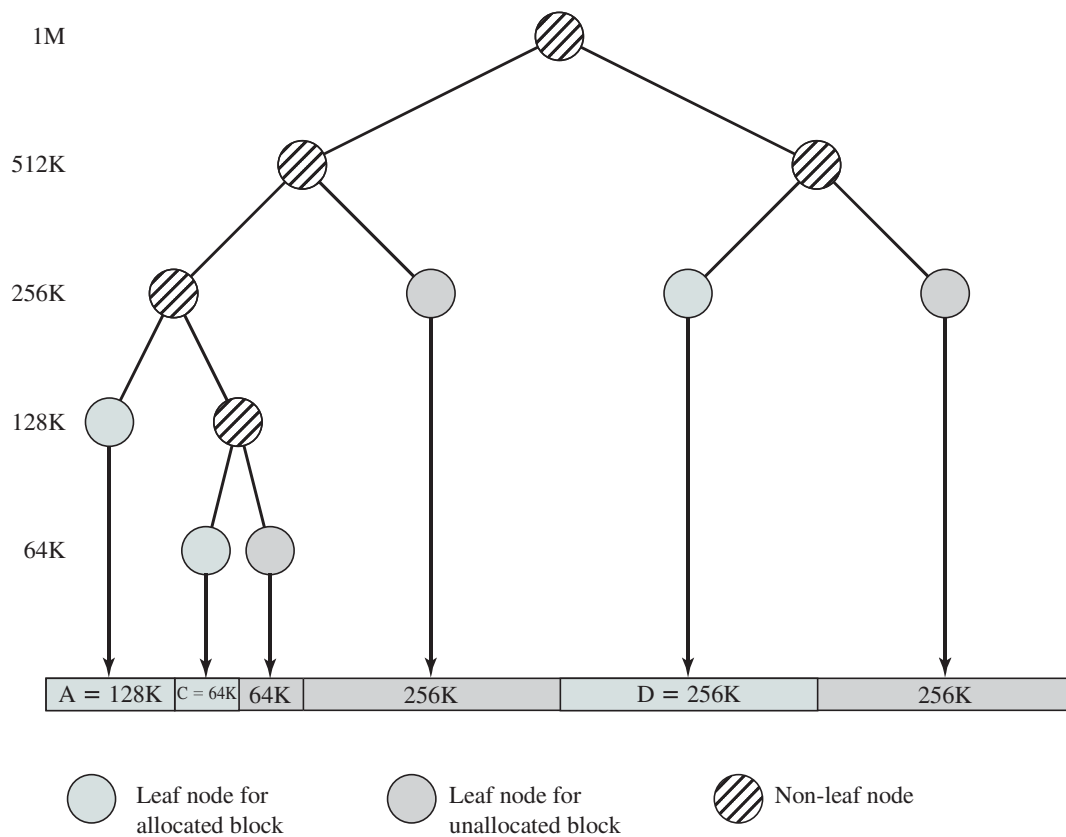 1M
512K
256K
128K
64K
A = 128K
C = 64K
64K
256K
D = 256K
256K
Leaf node for
allocated block
Leaf node for
unallocated block
Non-leaf node